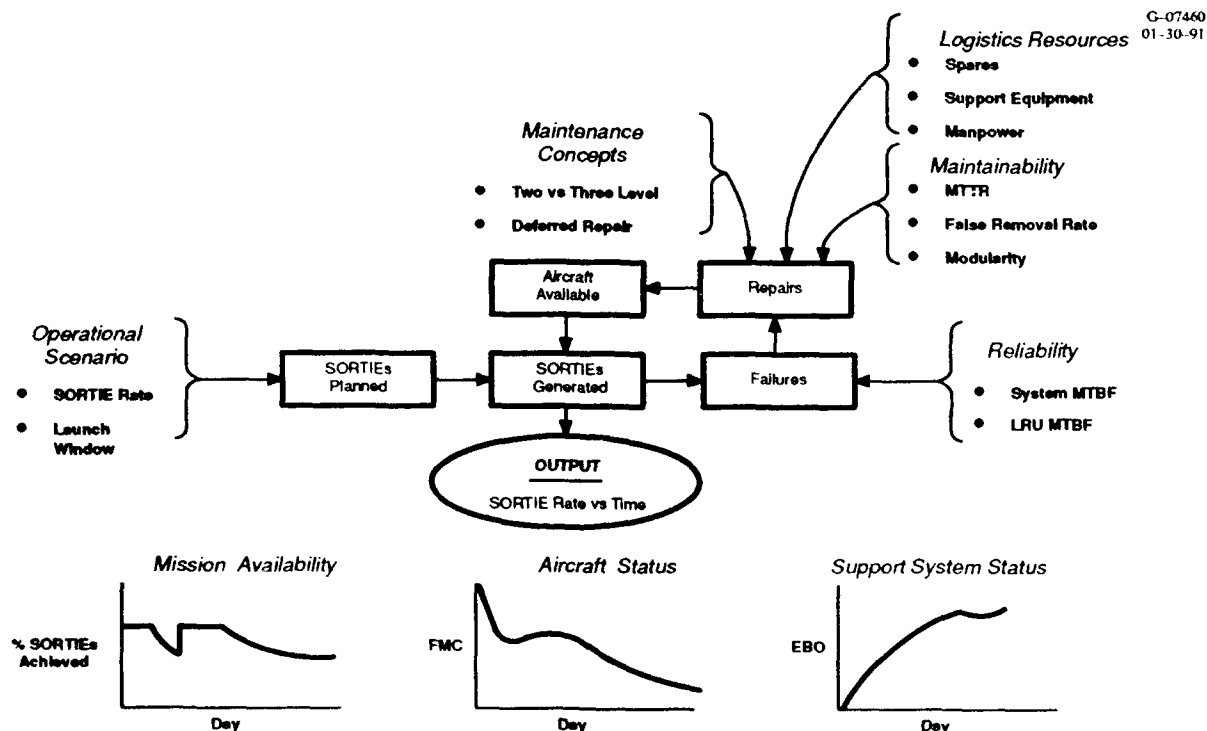 G-07460
01-30-91
Logistics Resources
• Spares
• Support Equipment
• Manpower
Maintenance
Concepts
• Two vs Three Level
• Deferred Repair
Maintainability
• MTTR
• False Removal Rate
• Modularity
Aircraft
Available
Repairs
Operational
Scenario
• SORTIE Rate
• Launch
Window
SORTIEs
Planned
SORTIEs
Generated
Failures
Reliability
• System MTBF
• LRU MTBF
OUTPUT
SORTIE Rate vs Time
Mission Availability
% SORTIEs
Achieved
Day
Aircraft Status
FMC
Day
Support System Status
EBO
Day